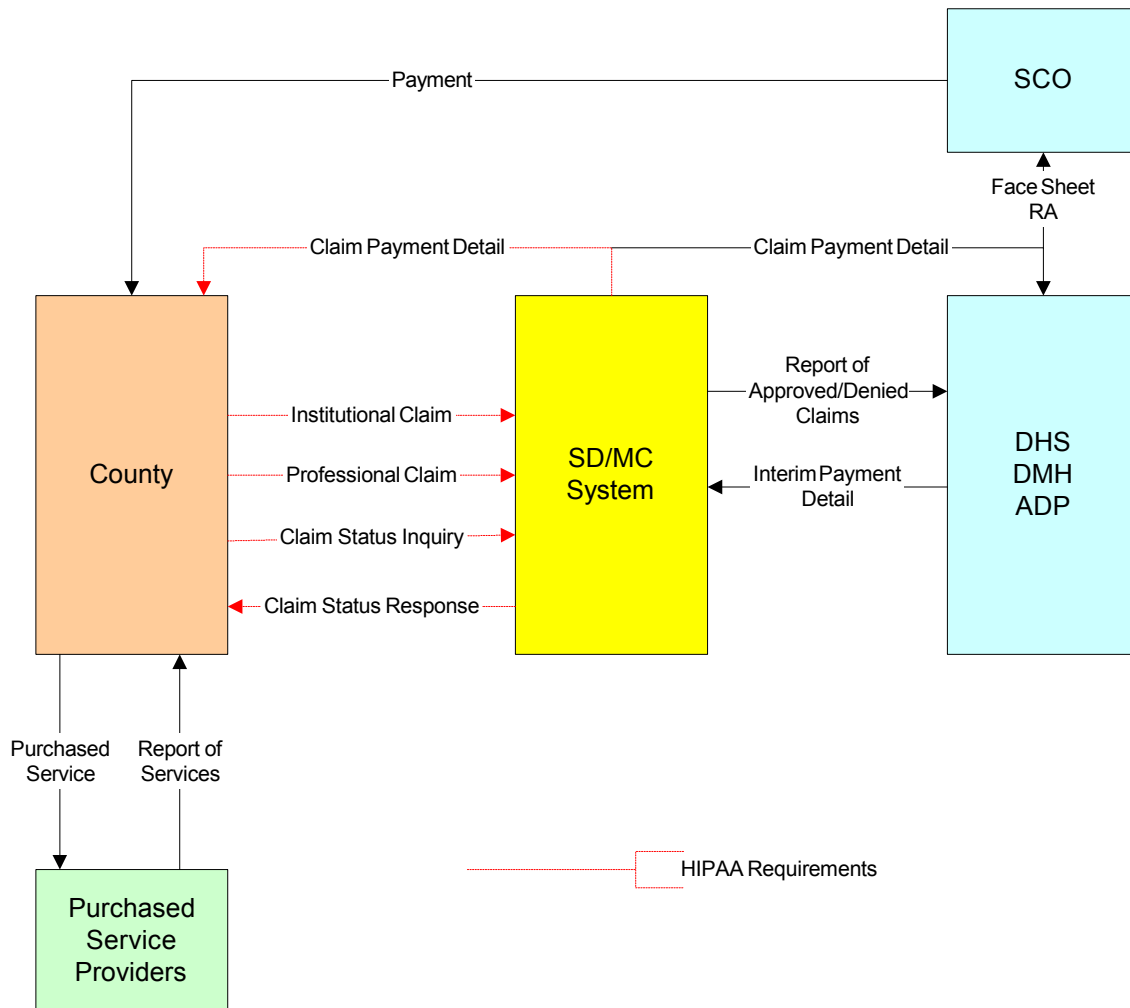 SCO
Payment
Face Sheet
RA
Claim Payment Detail
Claim Payment Detail
County
Institutional Claim
Professional Claim
Claim Status Inquiry
Claim Status Response
SD/MC
System
Report of
Approved/Denied
Claims
Interim Payment
Detail
DHS
DMH
ADP
Purchased
Service
Report of
Services
HIPAA Requirements
Purchased
Service
Providers